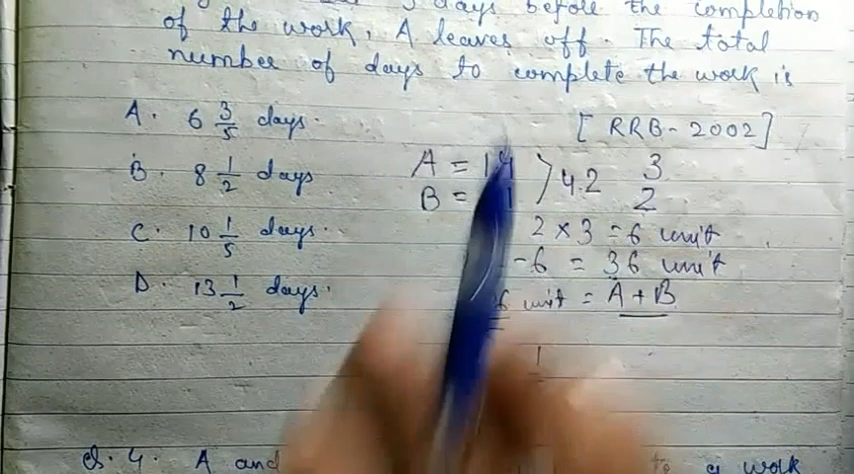 3 days before the completion
of the work, A leaves off. The total
number of days to complete the work is
A. 6 3/5 days. [RRB-2002]
B. 8 1/2 days
C. 10 1/5 days.
D. 13 1/2 days.
A = 14 > 42 3
B = 2
2 × 3 = 6 unit
- 6 = 36 unit
unit = A + B
Q. 4. A and a work